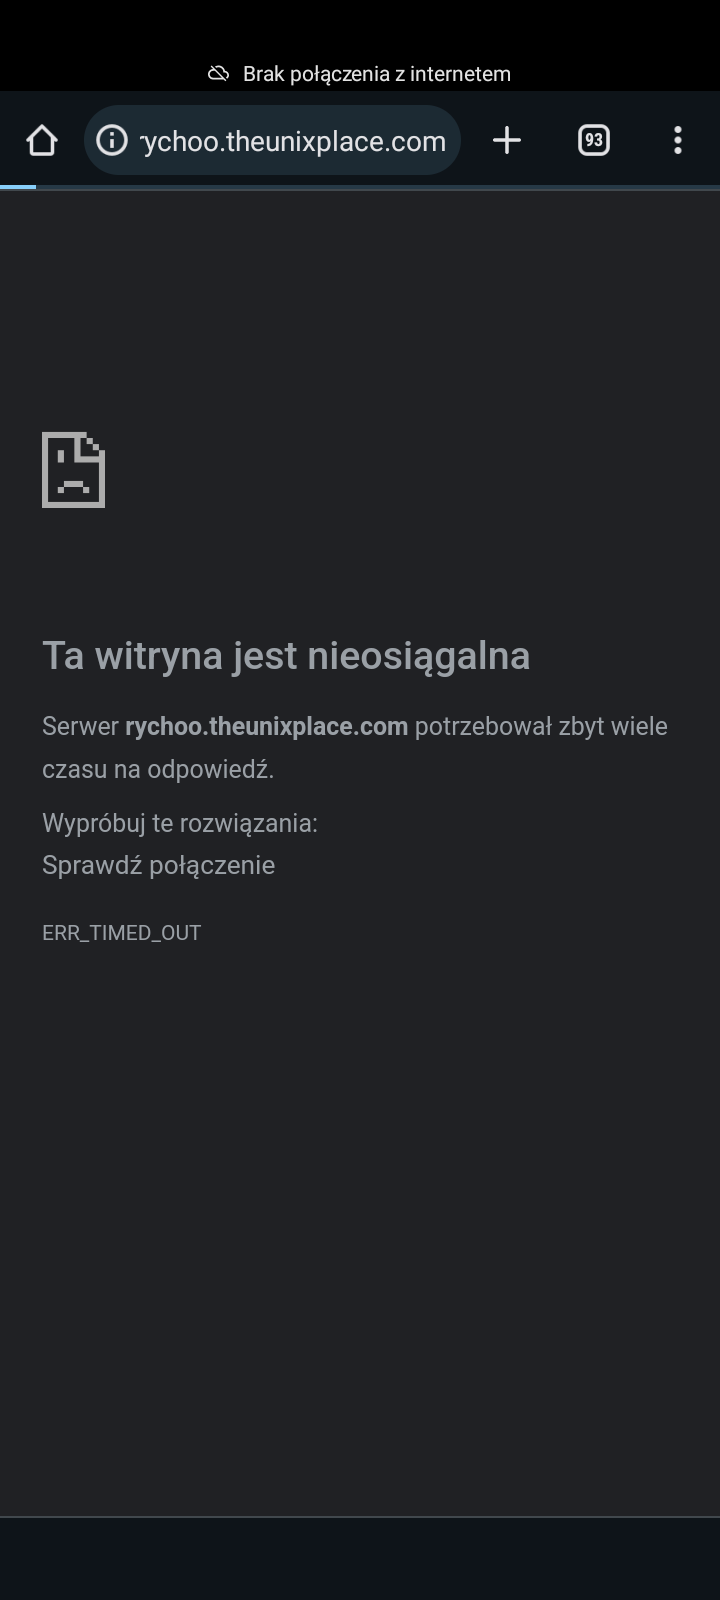 Brak połączenia z internetem
rychoo.theunixplace.com
93
Ta witryna jest nieosiągalna
Serwer rychoo.theunixplace.com potrzebował zbyt wiele
czasu na odpowiedź.
Wypróbuj te rozwiązania:
Sprawdź połączenie
ERR_TIMED_OUT